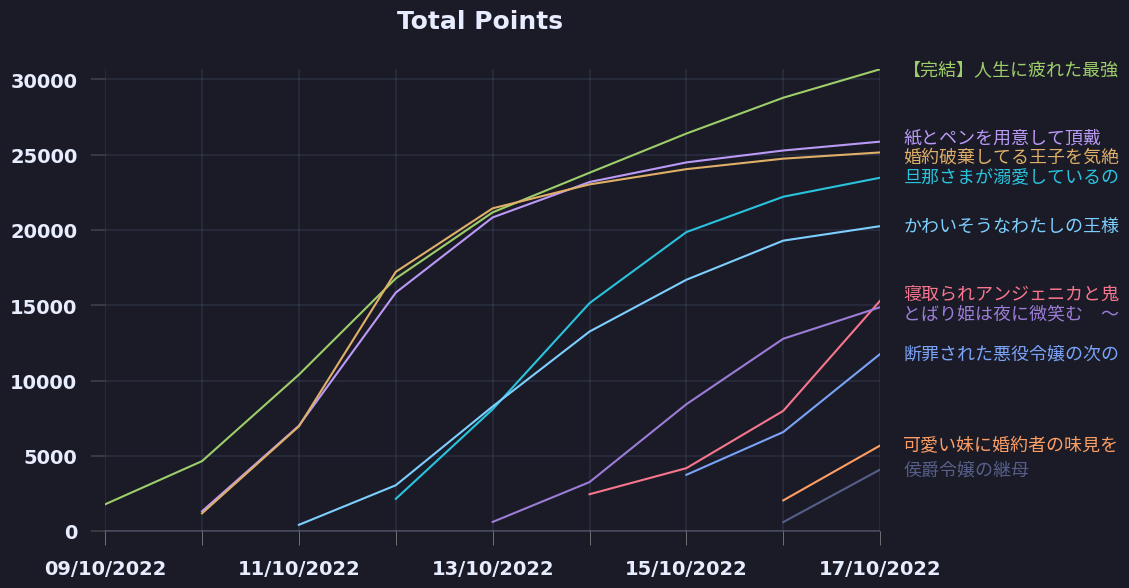 Total Points
30000
25000
20000
15000
10000
5000
0
09/10/2022
11/10/2022
13/10/2022
15/10/2022
17/10/2022
【完結】人生に疲れた最強
紙とペンを用意して頂戴
婚約破棄してる王子を気絶
旦那さまが溺愛しているの
かわいそうなわたしの王様
寝取られアンジェニカと鬼
とばり姫は夜に微笑む　～
断罪された悪役令嬢の次の
可愛い妹に婚約者の味見を
侯爵令嬢の継母